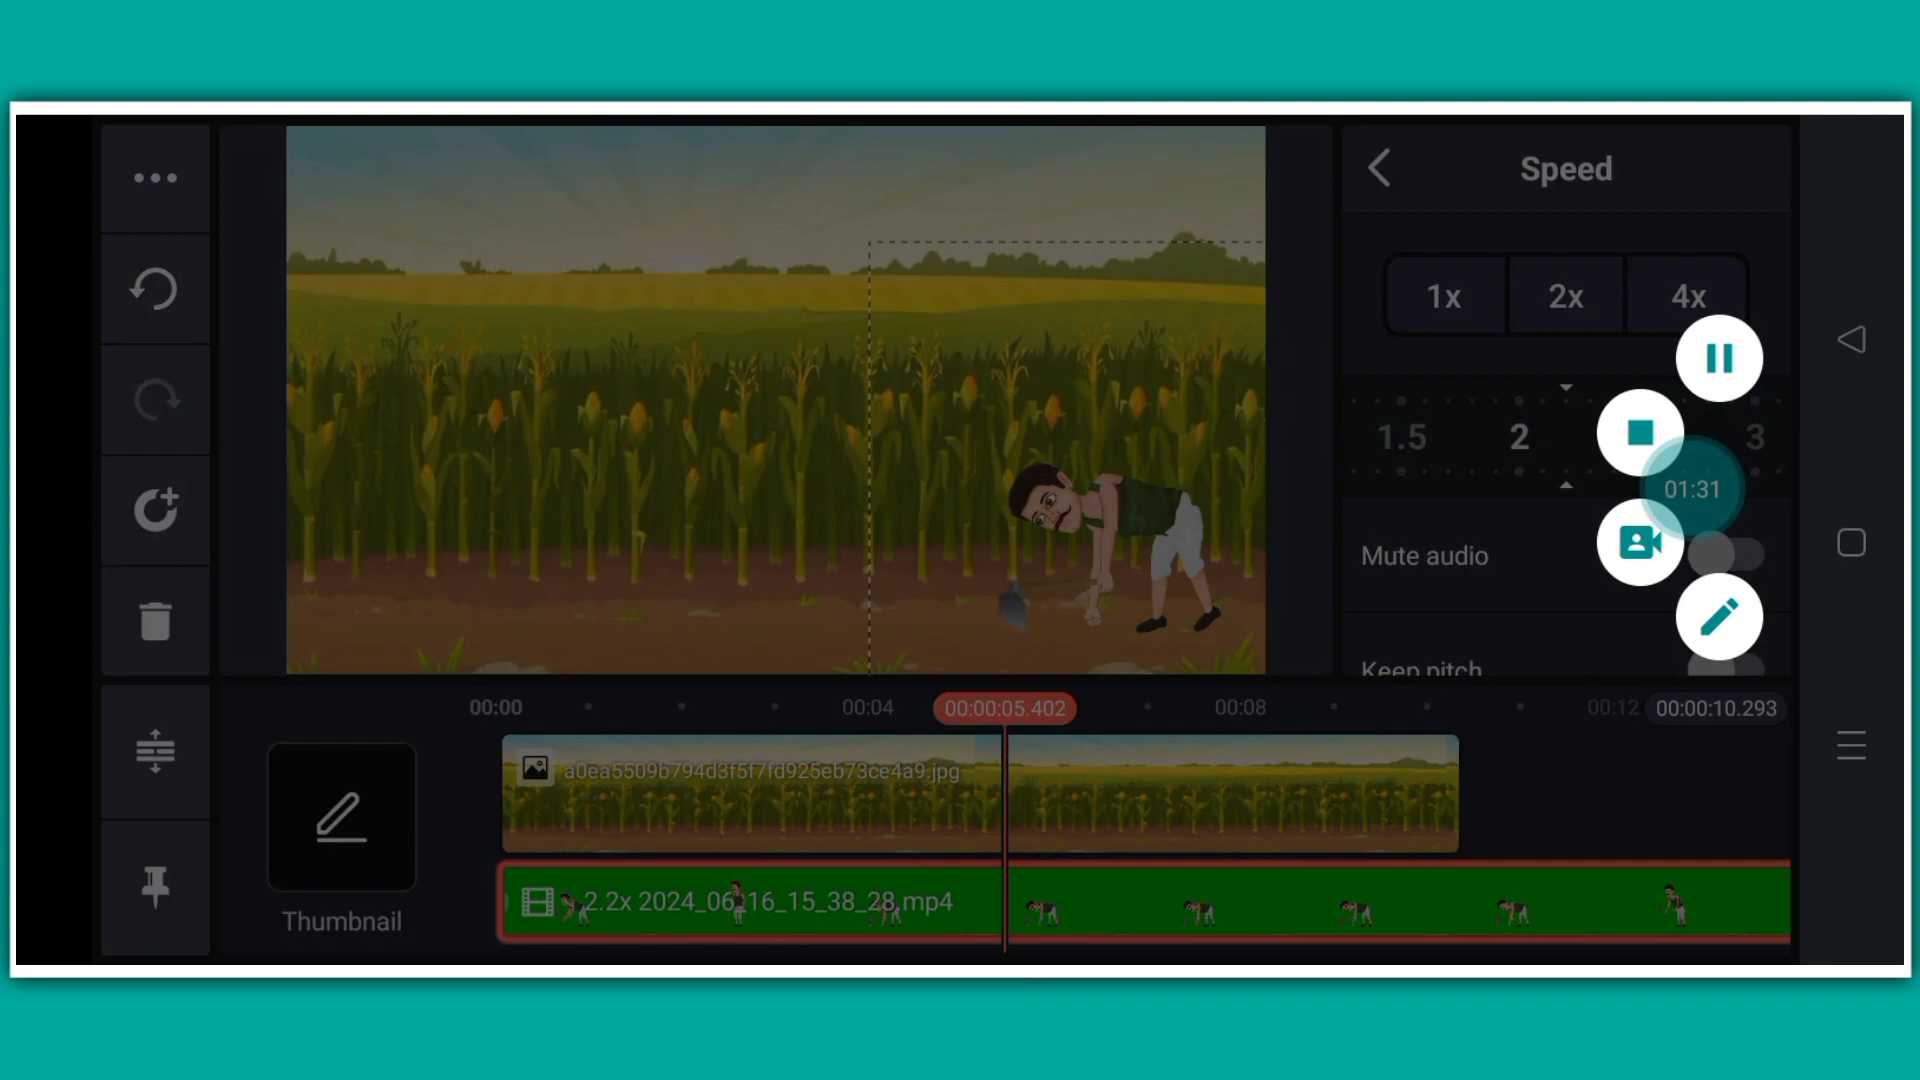 Speed
1x 2x 4x
1.5 2 3
01:31
Mute audio
Keep pitch
00:00 00:04 00:00:05.402 00:08 00:12 00:00:10.293
a0ea5509b794d3f5f7fd925eb73ce4a9.jpg
2.2x 2024_06_16_15_38_28.mp4
Thumbnail